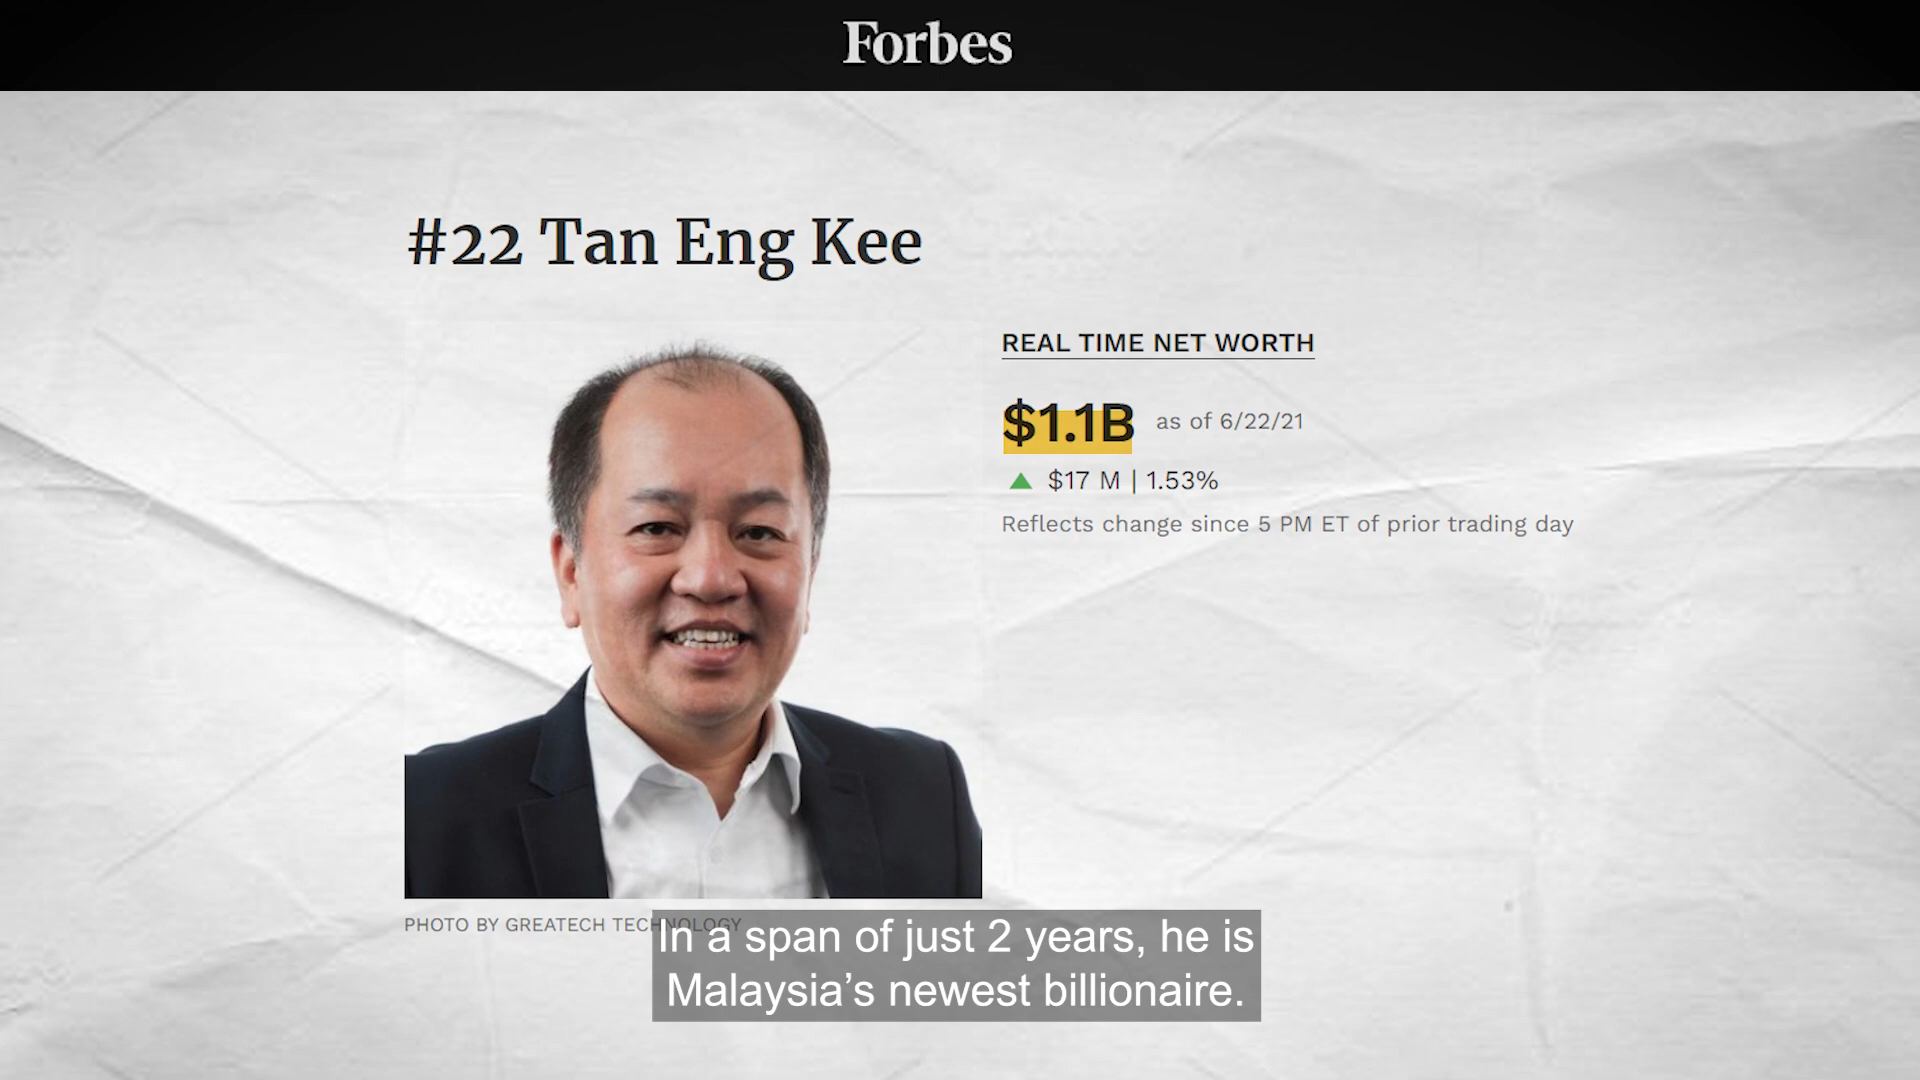 Forbes
#22 Tan Eng Kee
REAL TIME NET WORTH
$1.1B as of 6/22/21
▲ $17 M | 1.53%
Reflects change since 5 PM ET of prior trading day
PHOTO BY GREATECH TECHNOLOGY
In a span of just 2 years, he is
Malaysia’s newest billionaire.